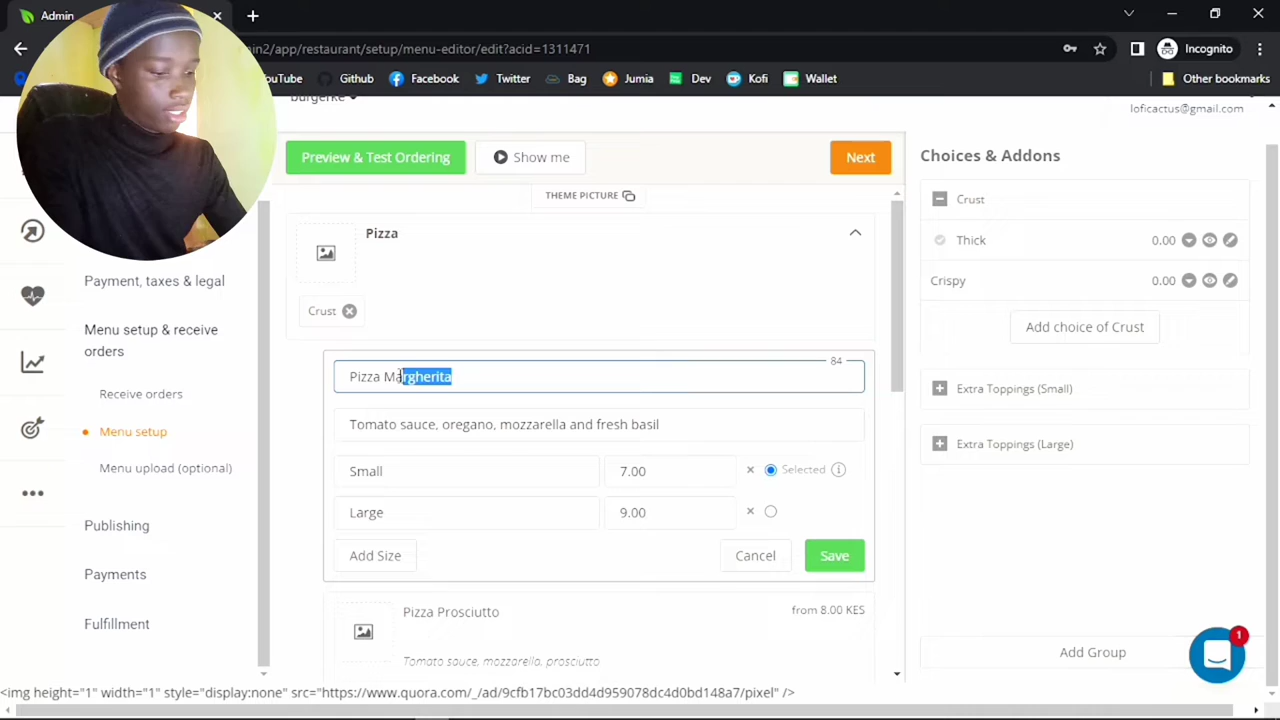 Admin
Incognito
min2/app/restaurant/setup/menu-editor/edit?acid=1311471
YouTube
Github
Facebook
Twitter
Bag
Jumia
Dev
Kofi
Wallet
Other bookmarks
burgerke
loficactus@gmail.com
Preview & Test Ordering
Show me
Next
THEME PICTURE
Pizza
Crust
Payment, taxes & legal
Menu setup & receive
orders
Receive orders
Menu setup
Menu upload (optional)
Publishing
Payments
Fulfillment
84
Pizza Margherita
Tomato sauce, oregano, mozzarella and fresh basil
Small
7.00
Selected
Large
9.00
Add Size
Cancel
Save
Pizza Prosciutto
from 8.00 KES
Tomato sauce, mozzarella, prosciutto
Choices & Addons
Crust
Thick
0.00
Crispy
0.00
Add choice of Crust
Extra Toppings (Small)
Extra Toppings (Large)
Add Group
1
<img height="1" width="1" style="display:none" src="https://www.quora.com/_/ad/9cfb17bc03dd4d959078dc4d0bd148a7/pixel" />